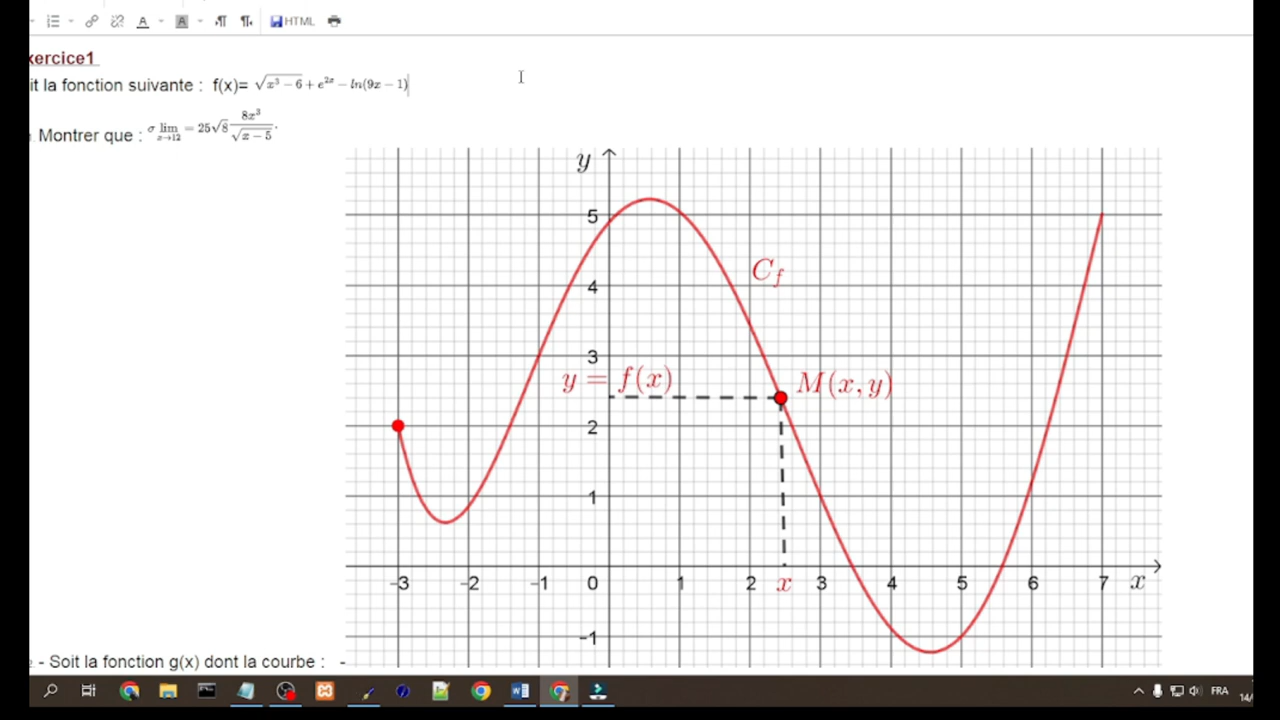 HTML
xercice1
it la fonction suivante : f(x)= √(x³ − 6) + e²ˣ − ln(9x − 1)
Montrer que : σ lim x→12 = 25√8 8x³/√(x − 5) .
y
5
C_f
4
3
y = f(x)
M(x, y)
2
1
-3 -2 -1 0 1 2 x 3 4 5 6 7 x
-1
- Soit la fonction g(x) dont la courbe : -
FRA
14/